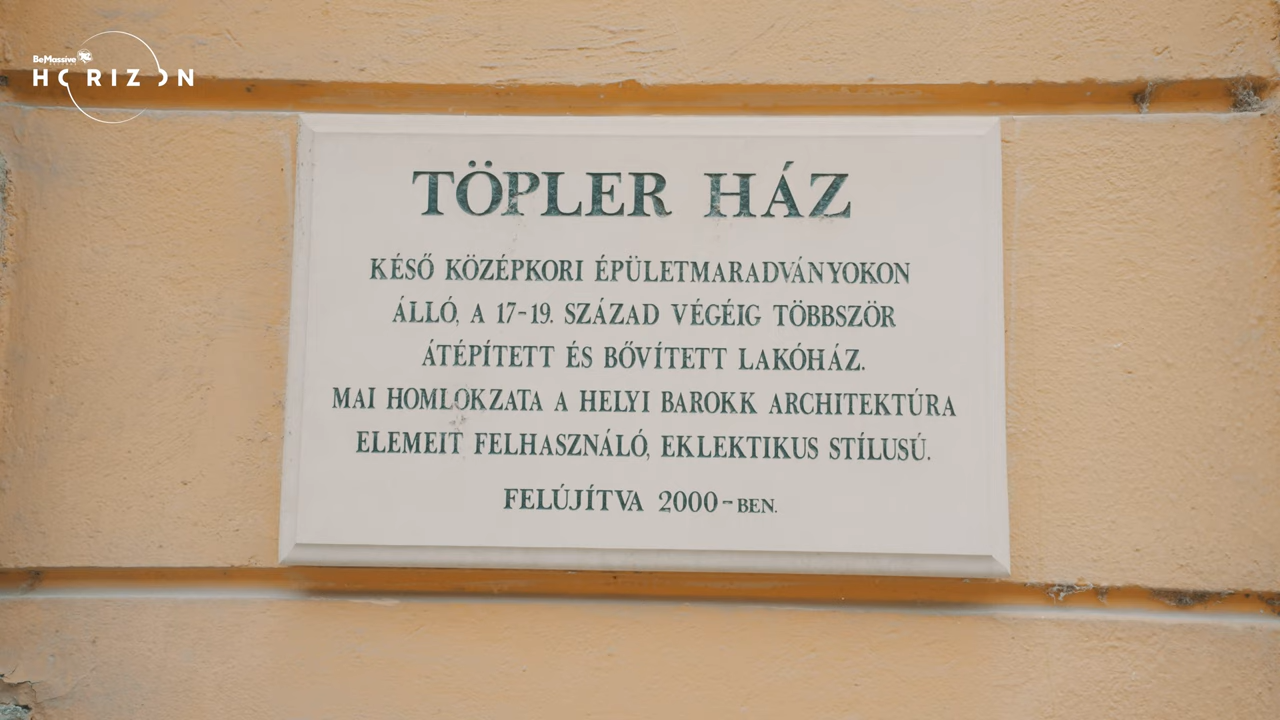 BeMassive
HORIZON
TÖPLER HÁZ
KÉSŐ KÖZÉPKORI ÉPÜLETMARADVÁNYOKON
ÁLLÓ, A 17-19. SZÁZAD VÉGÉIG TÖBBSZÖR
ÁTÉPÍTETT ÉS BŐVÍTETT LAKÓHÁZ.
MAI HOMLOKZATA A HELYI BAROKK ARCHITEKTÚRA
ELEMEIT FELHASZNÁLÓ, EKLEKTIKUS STÍLUSÚ.
FELÚJÍTVA 2000-BEN.